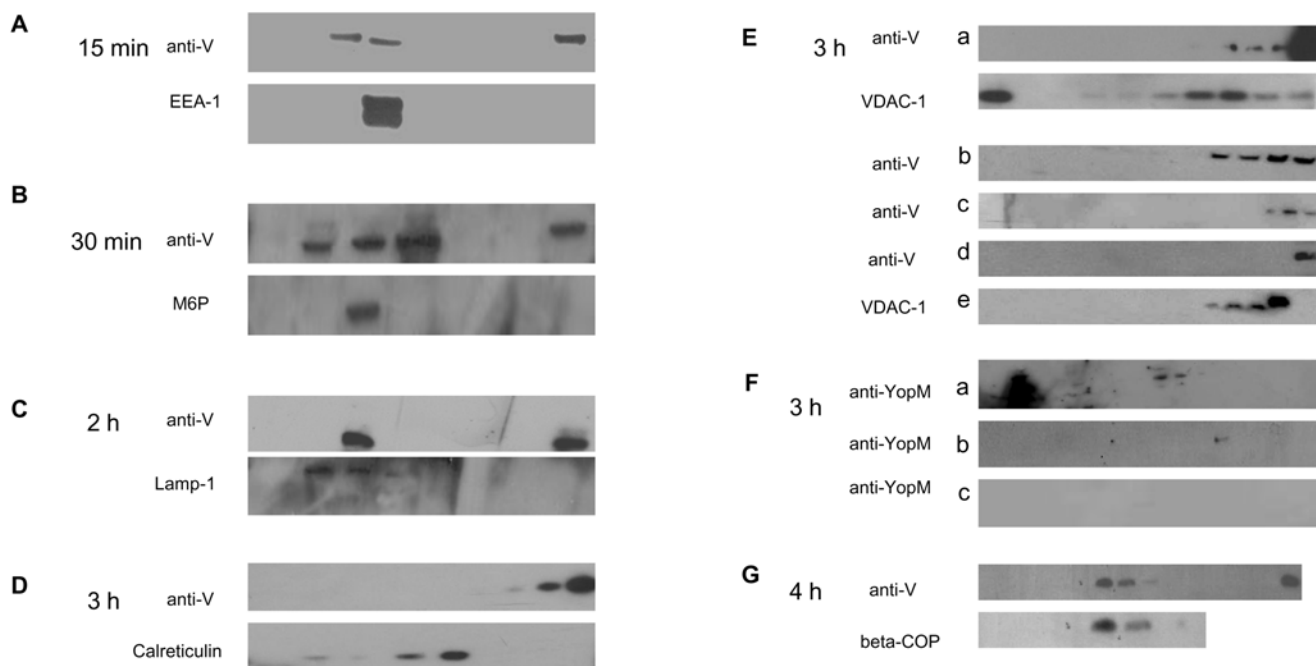 A
15 min
anti-V
EEA-1
B
30 min
anti-V
M6P
C
2 h
anti-V
Lamp-1
D
3 h
anti-V
Calreticulin
E
3 h
anti-V a
VDAC-1
anti-V b
anti-V c
anti-V d
VDAC-1 e
F
3 h
anti-YopM a
anti-YopM b
anti-YopM c
G
4 h
anti-V
beta-COP